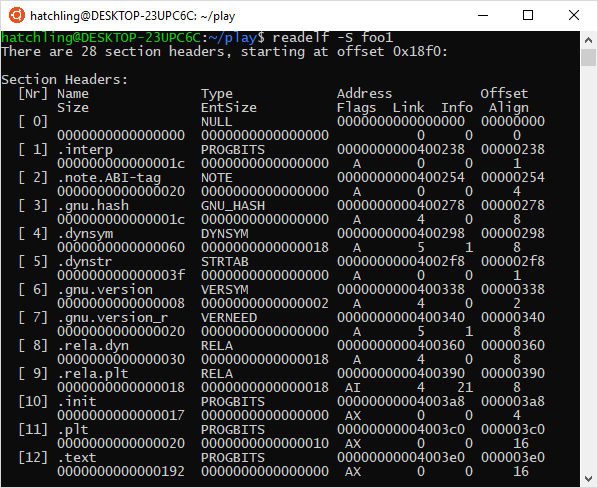 hatchling@DESKTOP-23UPC6C: ~/play
hatchling@DESKTOP-23UPC6C:~/play$ readelf -S foo1
There are 28 section headers, starting at offset 0x18f0:
Section Headers:
[Nr] Name Type Address Offset
Size EntSize Flags Link Info Align
[ 0] NULL 0000000000000000 00000000
0000000000000000 0000000000000000 0 0 0
[ 1] .interp PROGBITS 0000000000400238 00000238
000000000000001c 0000000000000000 A 0 0 1
[ 2] .note.ABI-tag NOTE 0000000000400254 00000254
0000000000000020 0000000000000000 A 0 0 4
[ 3] .gnu.hash GNU_HASH 0000000000400278 00000278
000000000000001c 0000000000000000 A 4 0 8
[ 4] .dynsym DYNSYM 0000000000400298 00000298
0000000000000060 0000000000000018 A 5 1 8
[ 5] .dynstr STRTAB 00000000004002f8 000002f8
000000000000003f 0000000000000000 A 0 0 1
[ 6] .gnu.version VERSYM 0000000000400338 00000338
0000000000000008 0000000000000002 A 4 0 2
[ 7] .gnu.version_r VERNEED 0000000000400340 00000340
0000000000000020 0000000000000000 A 5 1 8
[ 8] .rela.dyn RELA 0000000000400360 00000360
0000000000000030 0000000000000018 A 4 0 8
[ 9] .rela.plt RELA 0000000000400390 00000390
0000000000000018 0000000000000018 AI 4 21 8
[10] .init PROGBITS 00000000004003a8 000003a8
0000000000000017 0000000000000000 AX 0 0 4
[11] .plt PROGBITS 00000000004003c0 000003c0
0000000000000020 0000000000000010 AX 0 0 16
[12] .text PROGBITS 00000000004003e0 000003e0
0000000000000192 0000000000000000 AX 0 0 16